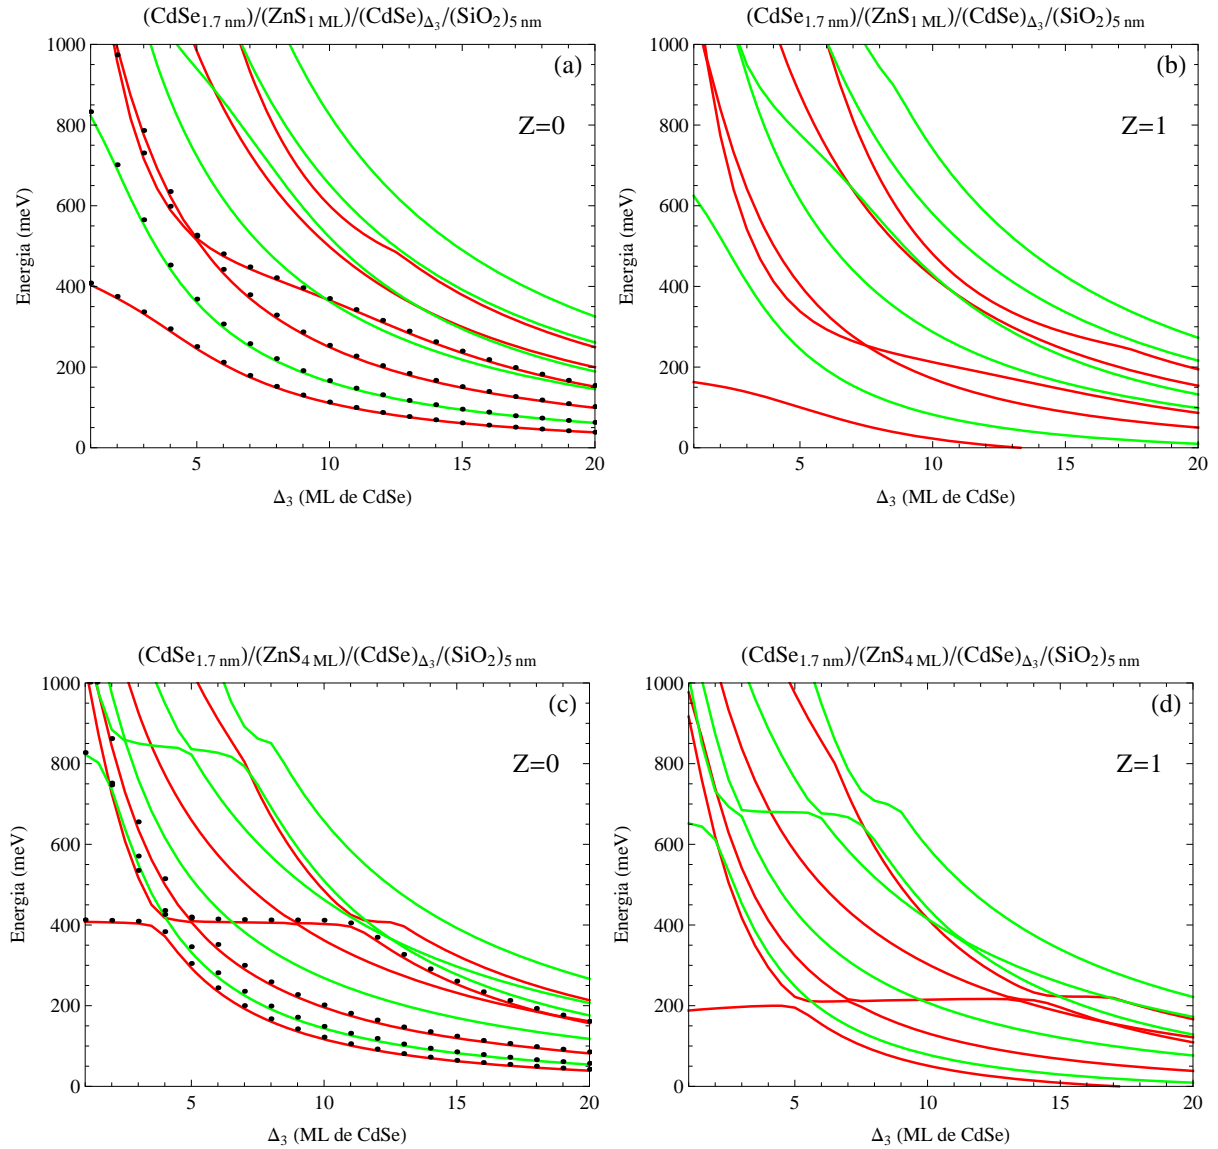 (CdSe1.7 nm)/(ZnS1 ML)/(CdSe)Δ3/(SiO2)5 nm
(a)
Z=0
Energia (meV)
1000
800
600
400
200
0
5
10
15
20
Δ3 (ML de CdSe)
(CdSe1.7 nm)/(ZnS1 ML)/(CdSe)Δ3/(SiO2)5 nm
(b)
Z=1
Energia (meV)
1000
800
600
400
200
0
5
10
15
20
Δ3 (ML de CdSe)
(CdSe1.7 nm)/(ZnS4 ML)/(CdSe)Δ3/(SiO2)5 nm
(c)
Z=0
Energia (meV)
1000
800
600
400
200
0
5
10
15
20
Δ3 (ML de CdSe)
(CdSe1.7 nm)/(ZnS4 ML)/(CdSe)Δ3/(SiO2)5 nm
(d)
Z=1
Energia (meV)
1000
800
600
400
200
0
5
10
15
20
Δ3 (ML de CdSe)